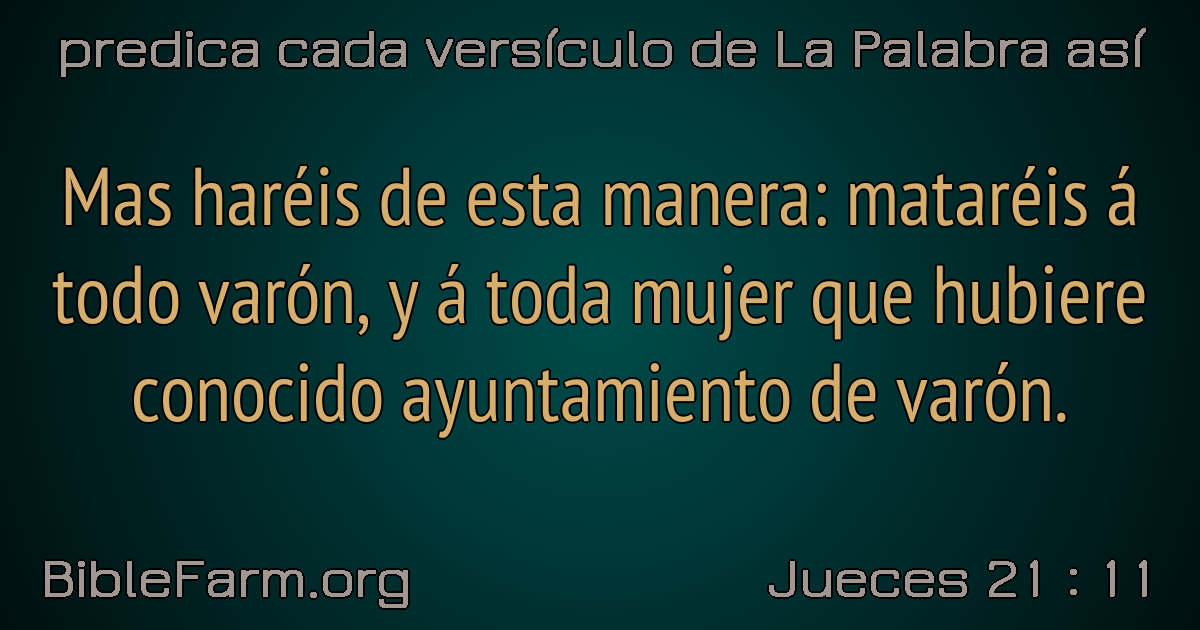 predica cada versículo de La Palabra así
Mas haréis de esta manera: mataréis á
todo varón, y á toda mujer que hubiere
conocido ayuntamiento de varón.
BibleFarm.org
Jueces 21 : 11